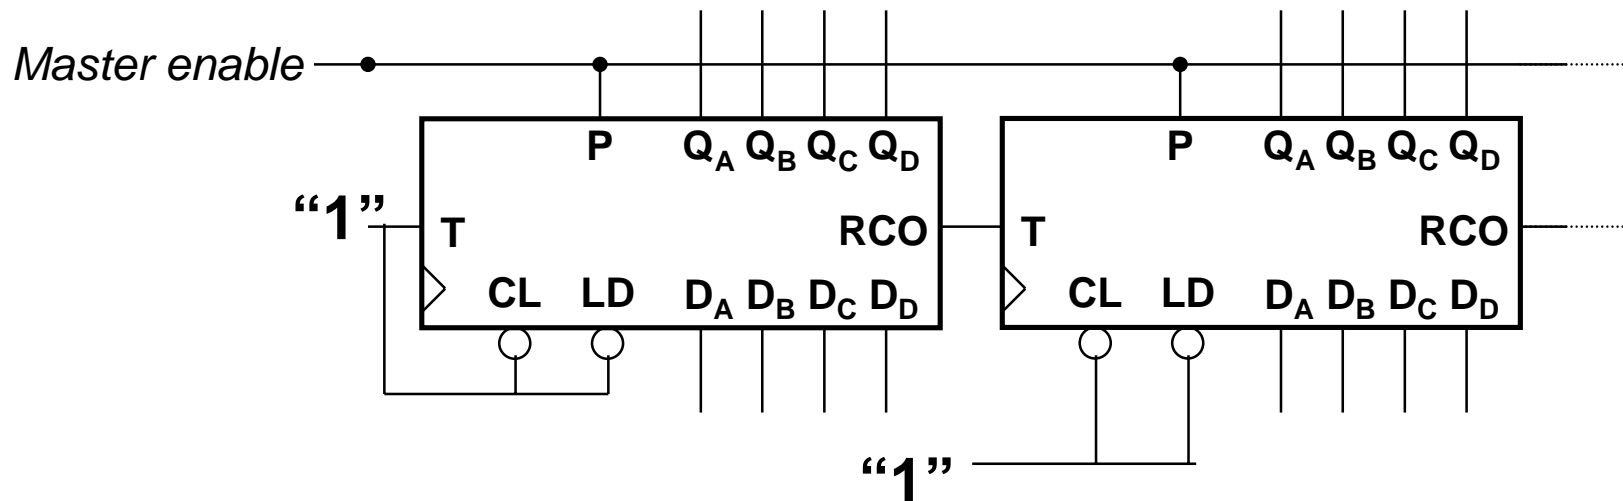 Master enable
P Q_A Q_B Q_C Q_D
P Q_A Q_B Q_C Q_D
“1”
T RCO
T RCO
CL LD D_A D_B D_C D_D
CL LD D_A D_B D_C D_D
“1”